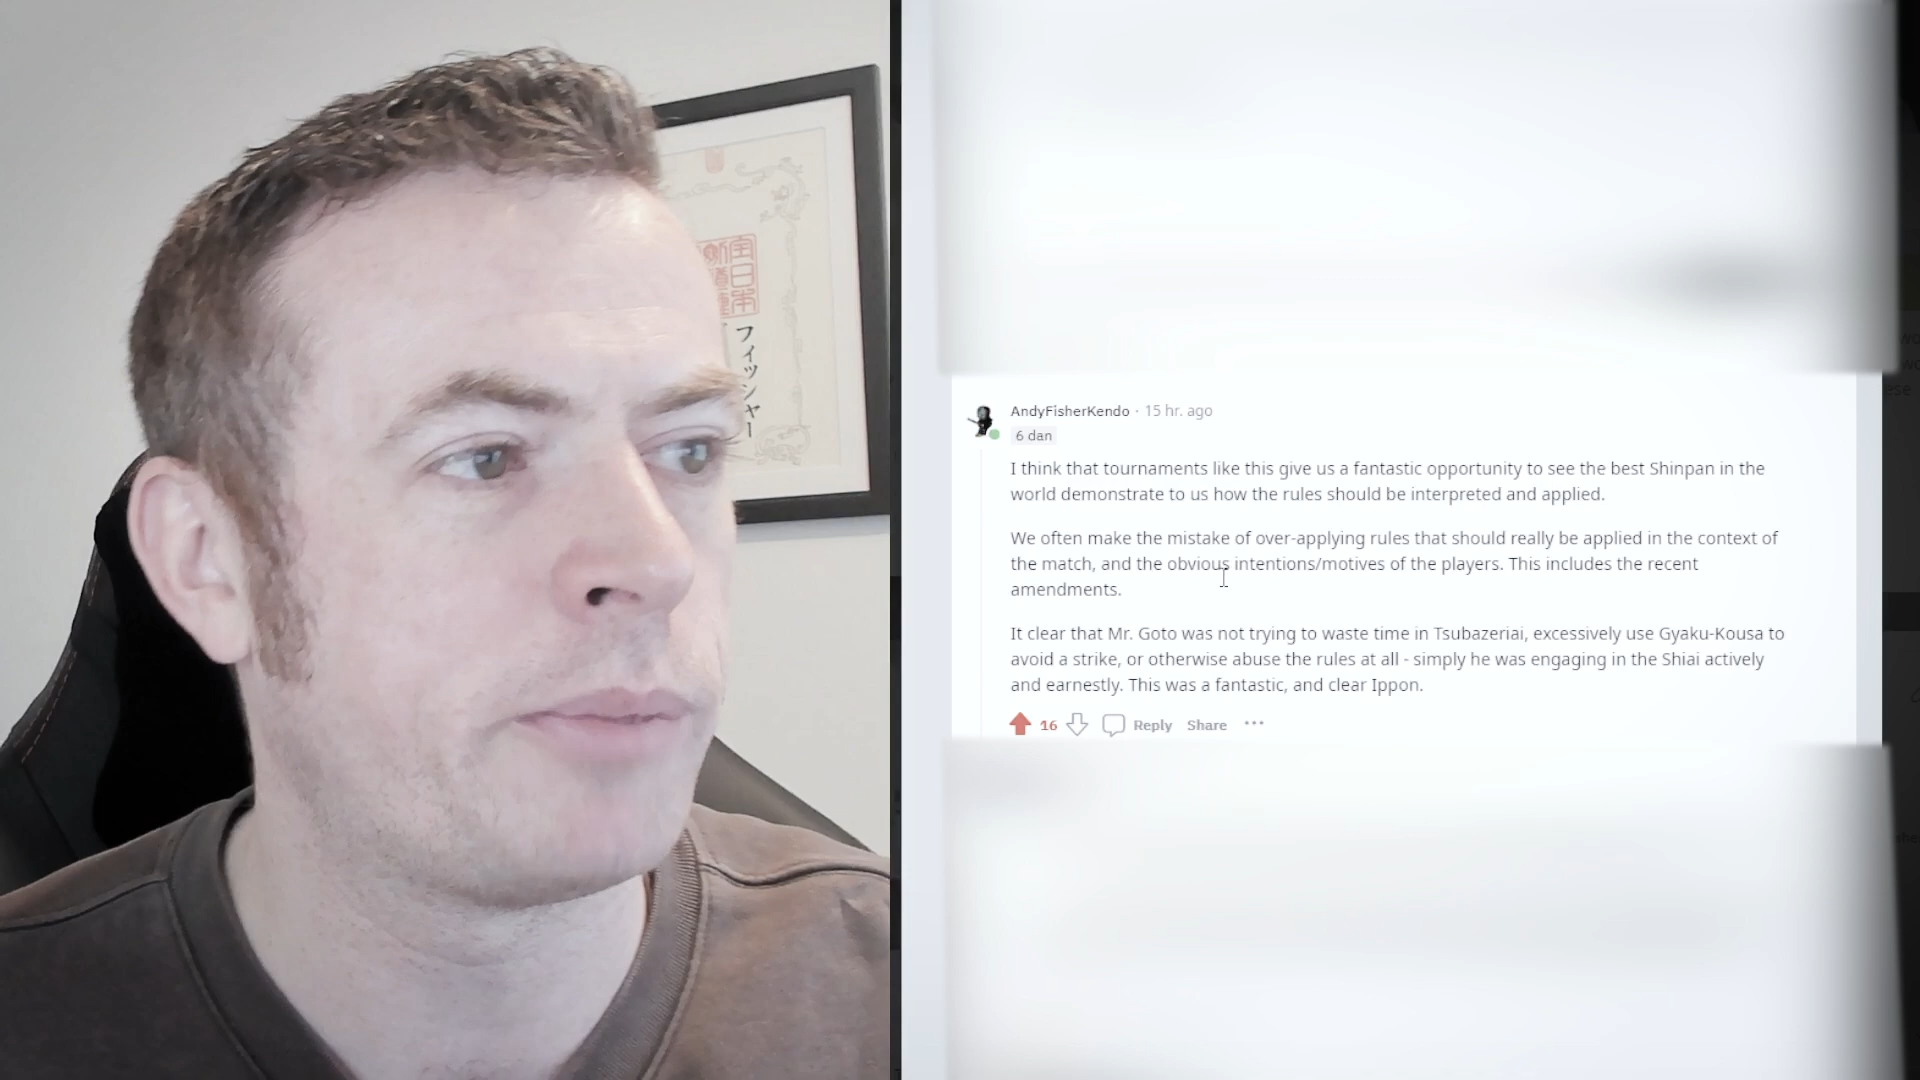 全日本
フィッシャー
AndyFisherKendo · 15 hr. ago
6 dan
I think that tournaments like this give us a fantastic opportunity to see the best Shinpan in the
world demonstrate to us how the rules should be interpreted and applied.
We often make the mistake of over-applying rules that should really be applied in the context of
the match, and the obvious intentions/motives of the players. This includes the recent
amendments.
It clear that Mr. Goto was not trying to waste time in Tsubazeriai, excessively use Gyaku-Kousa to
avoid a strike, or otherwise abuse the rules at all - simply he was engaging in the Shiai actively
and earnestly. This was a fantastic, and clear Ippon.
16 Reply Share ···